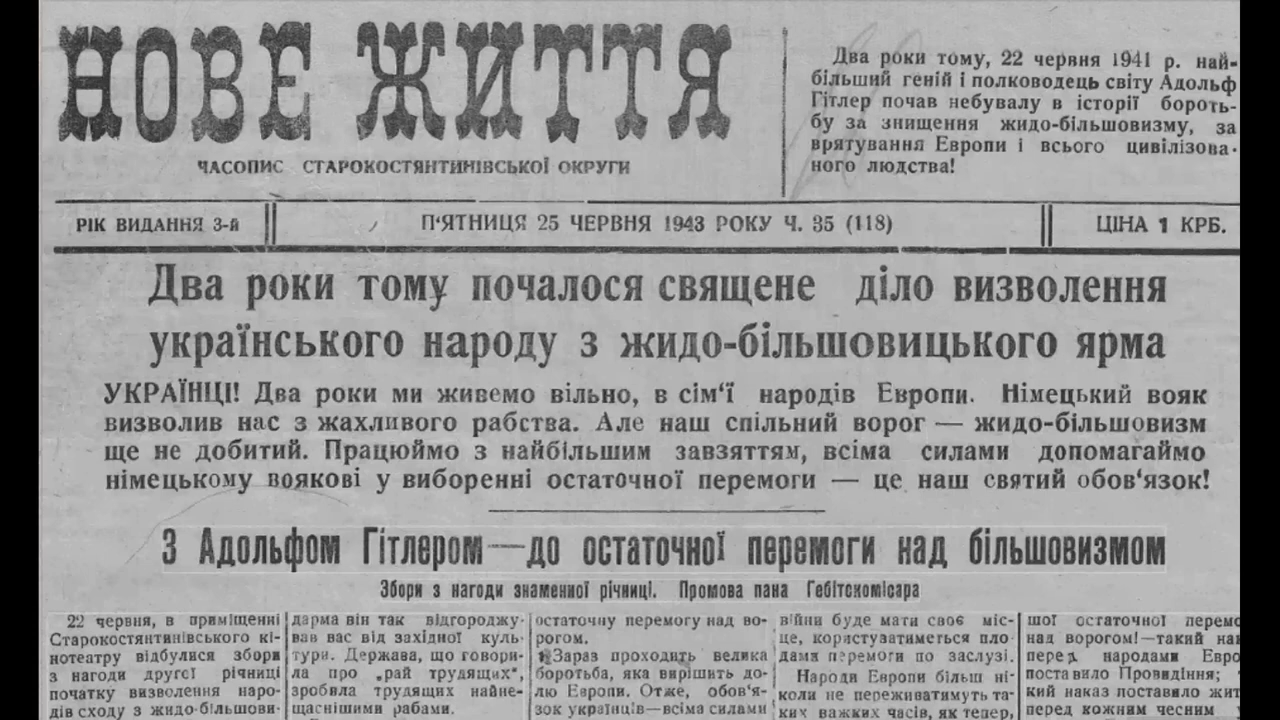 НОВЕ ЖИТТЯ
ЧАСОПИС СТАРОКОСТЯНТИНІВСЬКОЇ ОКРУГИ
Два роки тому, 22 червня 1941 р. най-
більший геній і полководець світу Адольф
Гітлер почав небувалу в історії бороть-
бу за знищення жидо-більшовизму, за
врятування Европи і всього цивілізова-
ного людства!
РІК ВИДАННЯ 3-й
П'ЯТНИЦЯ 25 ЧЕРВНЯ 1943 РОКУ Ч. 35 (118)
ЦІНА 1 КРБ.
Два роки тому почалося священе діло визволення
українського народу з жидо-більшовицького ярма
УКРАЇНЦІ! Два роки ми живемо вільно, в сім'ї народів Европи. Німецький вояк
визволив нас з жахливого рабства. Але наш спільний ворог — жидо-більшовизм
ще не добитий. Працюймо з найбільшим завзяттям, всіма силами допомагаймо
німецькому воякові у виборенні остаточної перемоги — це наш святий обов'язок!
З Адольфом Гітлером—до остаточної перемоги над більшовизмом
Збори з нагоди знаменної річниці. Промова пана Гебітскомісара
22 червня, в приміщенні
Старокостянтинівського кі-
нотеатру відбулися збори
з нагоди другої річниці
початку визволення наро-
дів сходу з жидо-більшови-
дарма він так відгороджу-
вав вас від західної куль-
тури. Держава, що говори-
ла про „рай трудящих",
зробила трудящих найне-
щаснішими рабами.
остаточну перемогу над во-
рогом.
Зараз проходить велика
боротьба, яка вирішить до-
лю Европи. Отже, обов'я-
зок українців—всіма силами
війни буде мати своє міс-
це, користуватиметься пло-
дами перемоги по заслузі.
Народи Европи більш ні-
коли не переживатимуть та-
ких важких часів, як тепер,
шої остаточної перемо
над ворогом!—такий нак
перед народами Евро
поставило Провидіння;
кий наказ поставило жит
перед кожним чесним у